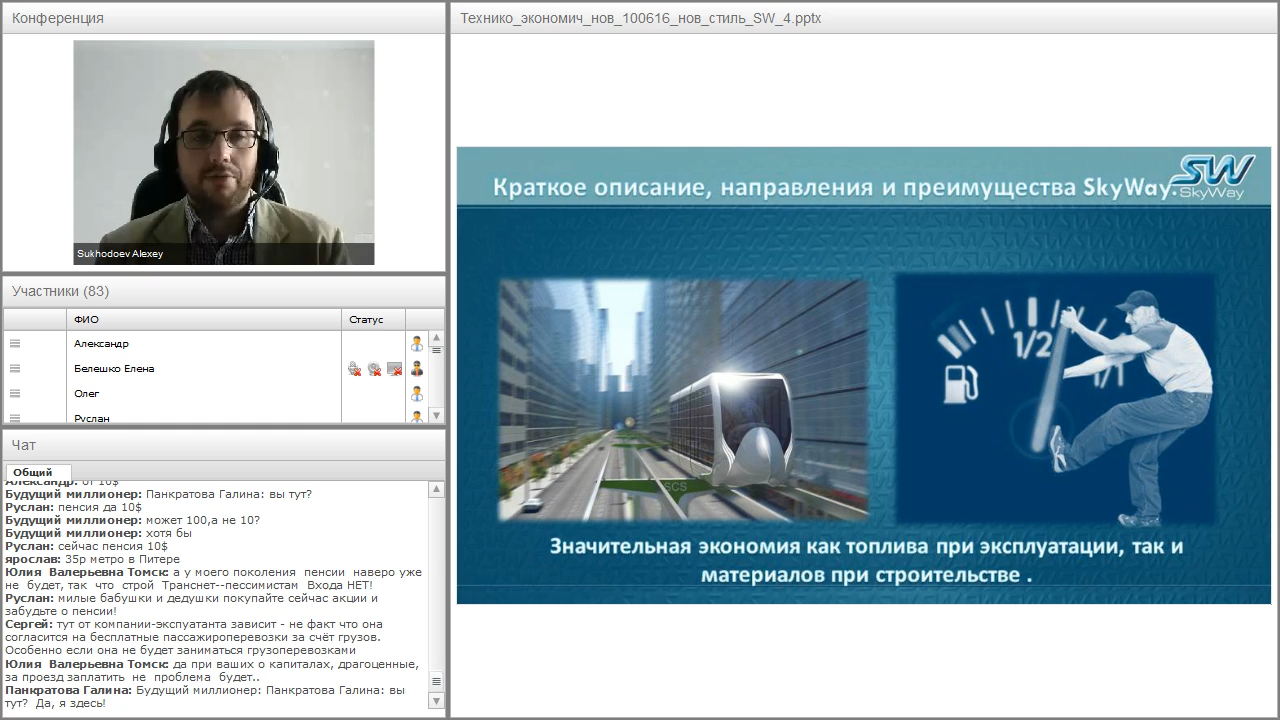 Конференция
Sukhodoev Alexey
Участники (83)
ФИО
Статус
Александр
Белешко Елена
Олег
Руслан
Чат
Общий
Александр: от 10$
Будущий миллионер: Панкратова Галина: вы тут?
Руслан: пенсия да 10$
Будущий миллионер: может 100,а не 10?
Будущий миллионер: хотя бы
Руслан: сейчас пенсия 10$
ярослав: 35р метро в Питере
Юлия Валерьевна Томск: а у моего поколения пенсии наверо уже
не будет, так что строй Транснет--пессимистам Входа НЕТ!
Руслан: милые бабушки и дедушки покупайте сейчас акции и
забудьте о пенсии!
Сергей: тут от компании-экспуатанта зависит - не факт что она
согласится на бесплатные пассажироперевозки за счёт грузов.
Особенно если она не будет заниматься грузоперевозками
Юлия Валерьевна Томск: да при ваших о капиталах, драгоценные,
за проезд заплатить не проблема будет..
Панкратова Галина: Будущий миллионер: Панкратова Галина: вы
тут? Да, я здесь!
Технико_экономич_нов_100616_нов_стиль_SW_4.pptx
Краткое описание, направления и преимущества SkyWay.
SW
SkyWay
SCS
1/2
1/1
Значительная экономия как топлива при эксплуатации, так и
материалов при строительстве .